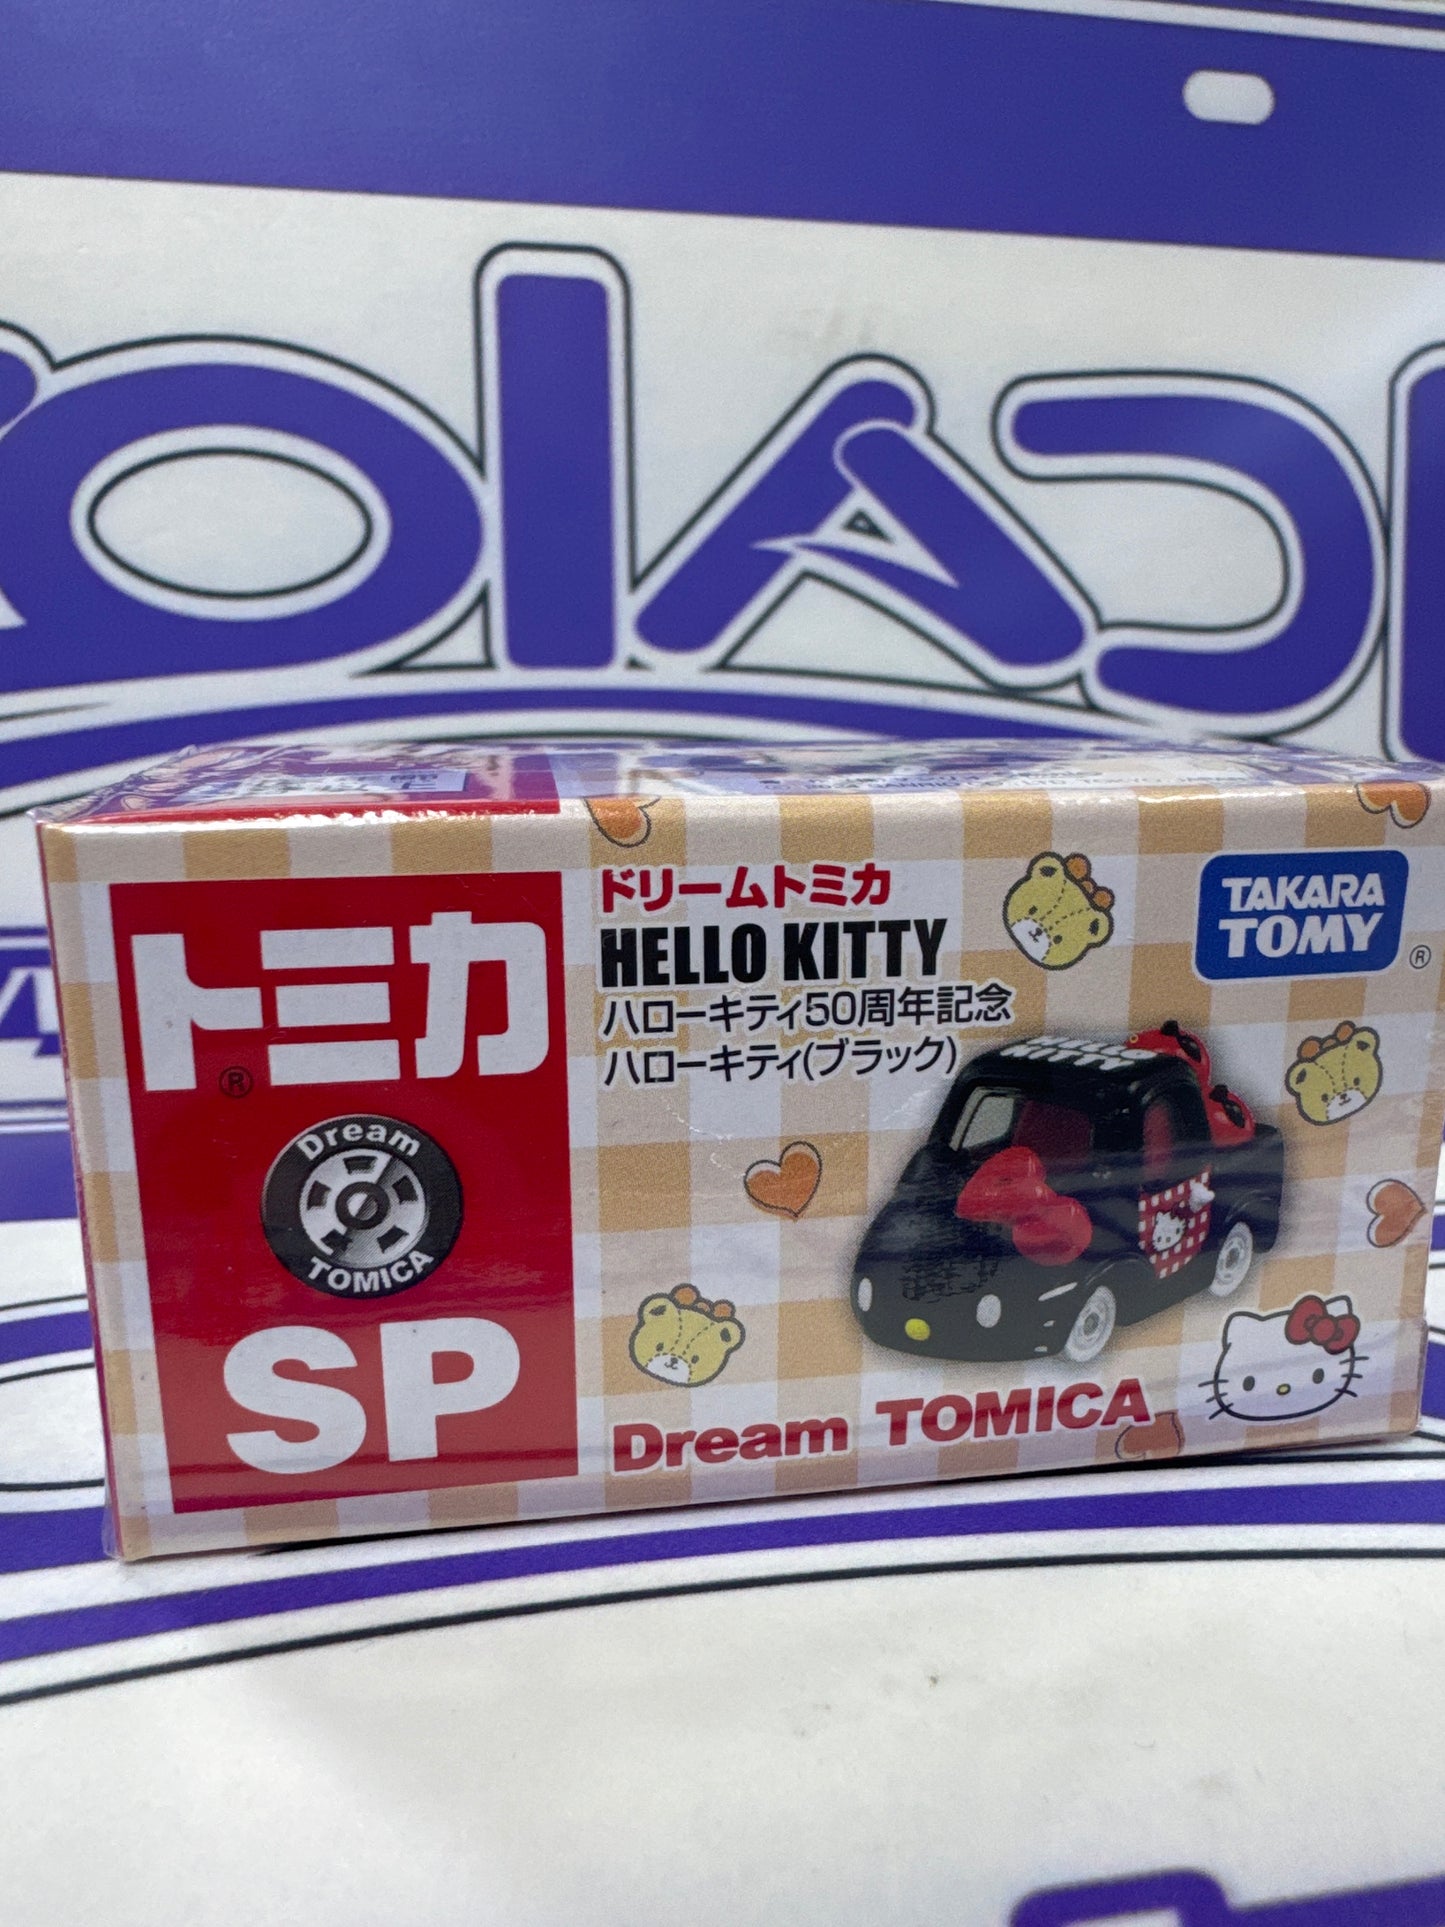 トミカ
®
Dream
TOMICA
SP
ドリームトミカ
HELLO KITTY
ハローキティ50周年記念
ハローキティ(ブラック)
TAKARA
TOMY
®
HELLO
KITTY
Dream TOMICA